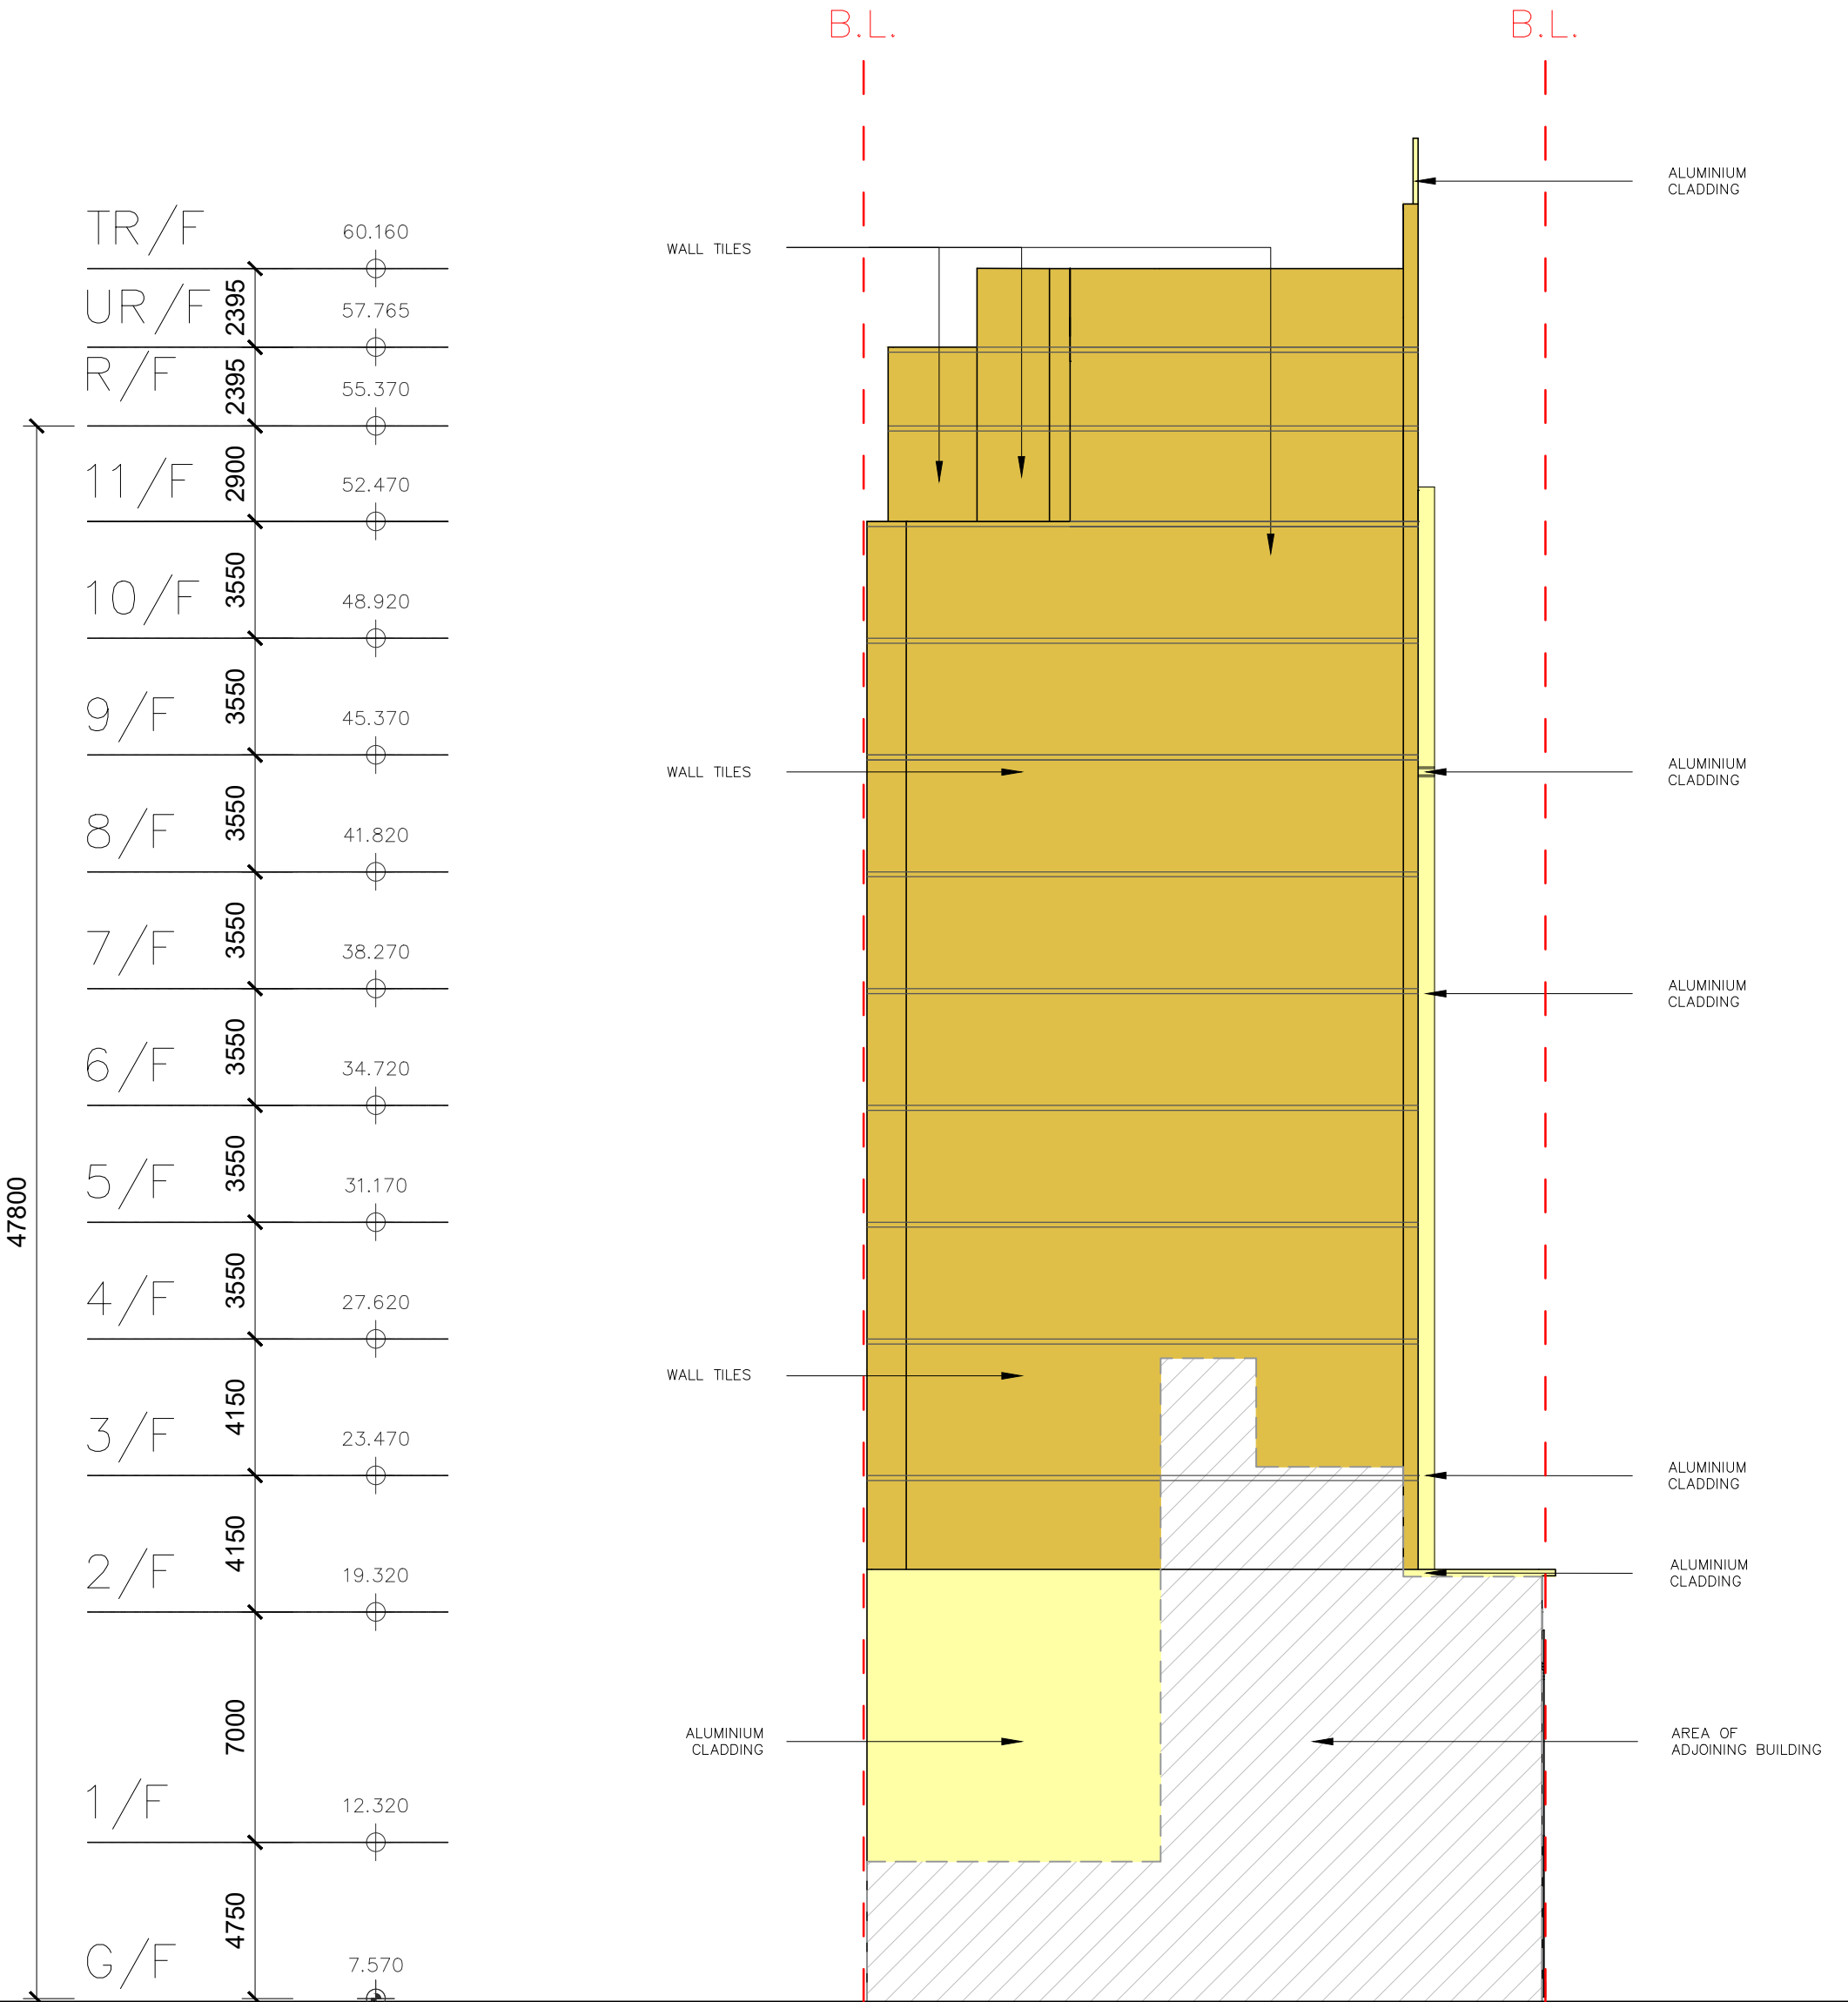 B.L.
B.L.
ALUMINIUM
CLADDING
TR/F
60.160
WALL TILES
2395
UR/F
57.765
2395
R/F
55.370
2900
11/F
52.470
3550
10/F
48.920
3550
9/F
45.370
WALL TILES
ALUMINIUM
CLADDING
3550
8/F
41.820
3550
7/F
38.270
ALUMINIUM
CLADDING
3550
6/F
34.720
3550
5/F
31.170
47800
3550
4/F
27.620
WALL TILES
4150
3/F
23.470
ALUMINIUM
CLADDING
4150
2/F
19.320
ALUMINIUM
CLADDING
7000
ALUMINIUM
CLADDING
AREA OF
ADJOINING BUILDING
1/F
12.320
4750
G/F
7.570